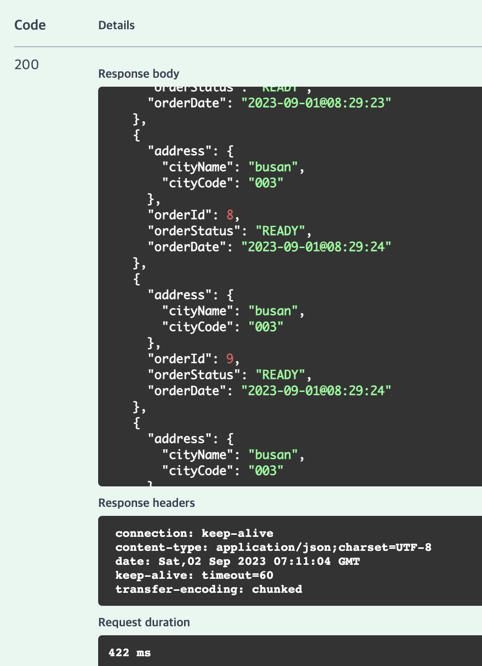 Code Details
200
Response body
"orderStatus": "READY",
"orderDate": "2023-09-01@08:29:23"
},
{
"address": {
"cityName": "busan",
"cityCode": "003"
},
"orderId": 8,
"orderStatus": "READY",
"orderDate": "2023-09-01@08:29:24"
},
{
"address": {
"cityName": "busan",
"cityCode": "003"
},
"orderId": 9,
"orderStatus": "READY",
"orderDate": "2023-09-01@08:29:24"
},
{
"address": {
"cityName": "busan",
"cityCode": "003"
Response headers
connection: keep-alive
content-type: application/json;charset=UTF-8
date: Sat,02 Sep 2023 07:11:04 GMT
keep-alive: timeout=60
transfer-encoding: chunked
Request duration
422 ms